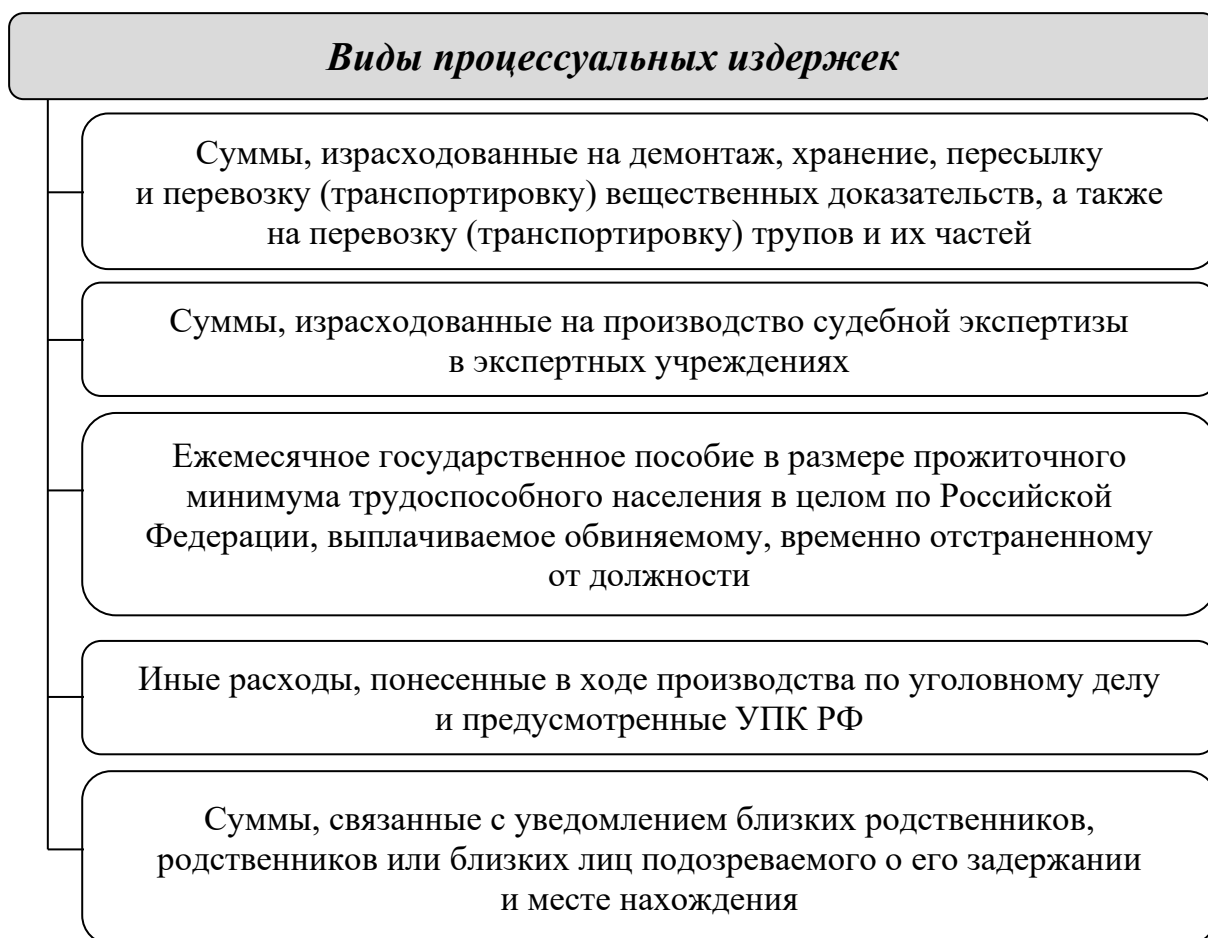 Виды процессуальных издержек
Суммы, израсходованные на демонтаж, хранение, пересылку
и перевозку (транспортировку) вещественных доказательств, а также
на перевозку (транспортировку) трупов и их частей
Суммы, израсходованные на производство судебной экспертизы
в экспертных учреждениях
Ежемесячное государственное пособие в размере прожиточного
минимума трудоспособного населения в целом по Российской
Федерации, выплачиваемое обвиняемому, временно отстраненному
от должности
Иные расходы, понесенные в ходе производства по уголовному делу
и предусмотренные УПК РФ
Суммы, связанные с уведомлением близких родственников,
родственников или близких лиц подозреваемого о его задержании
и месте нахождения